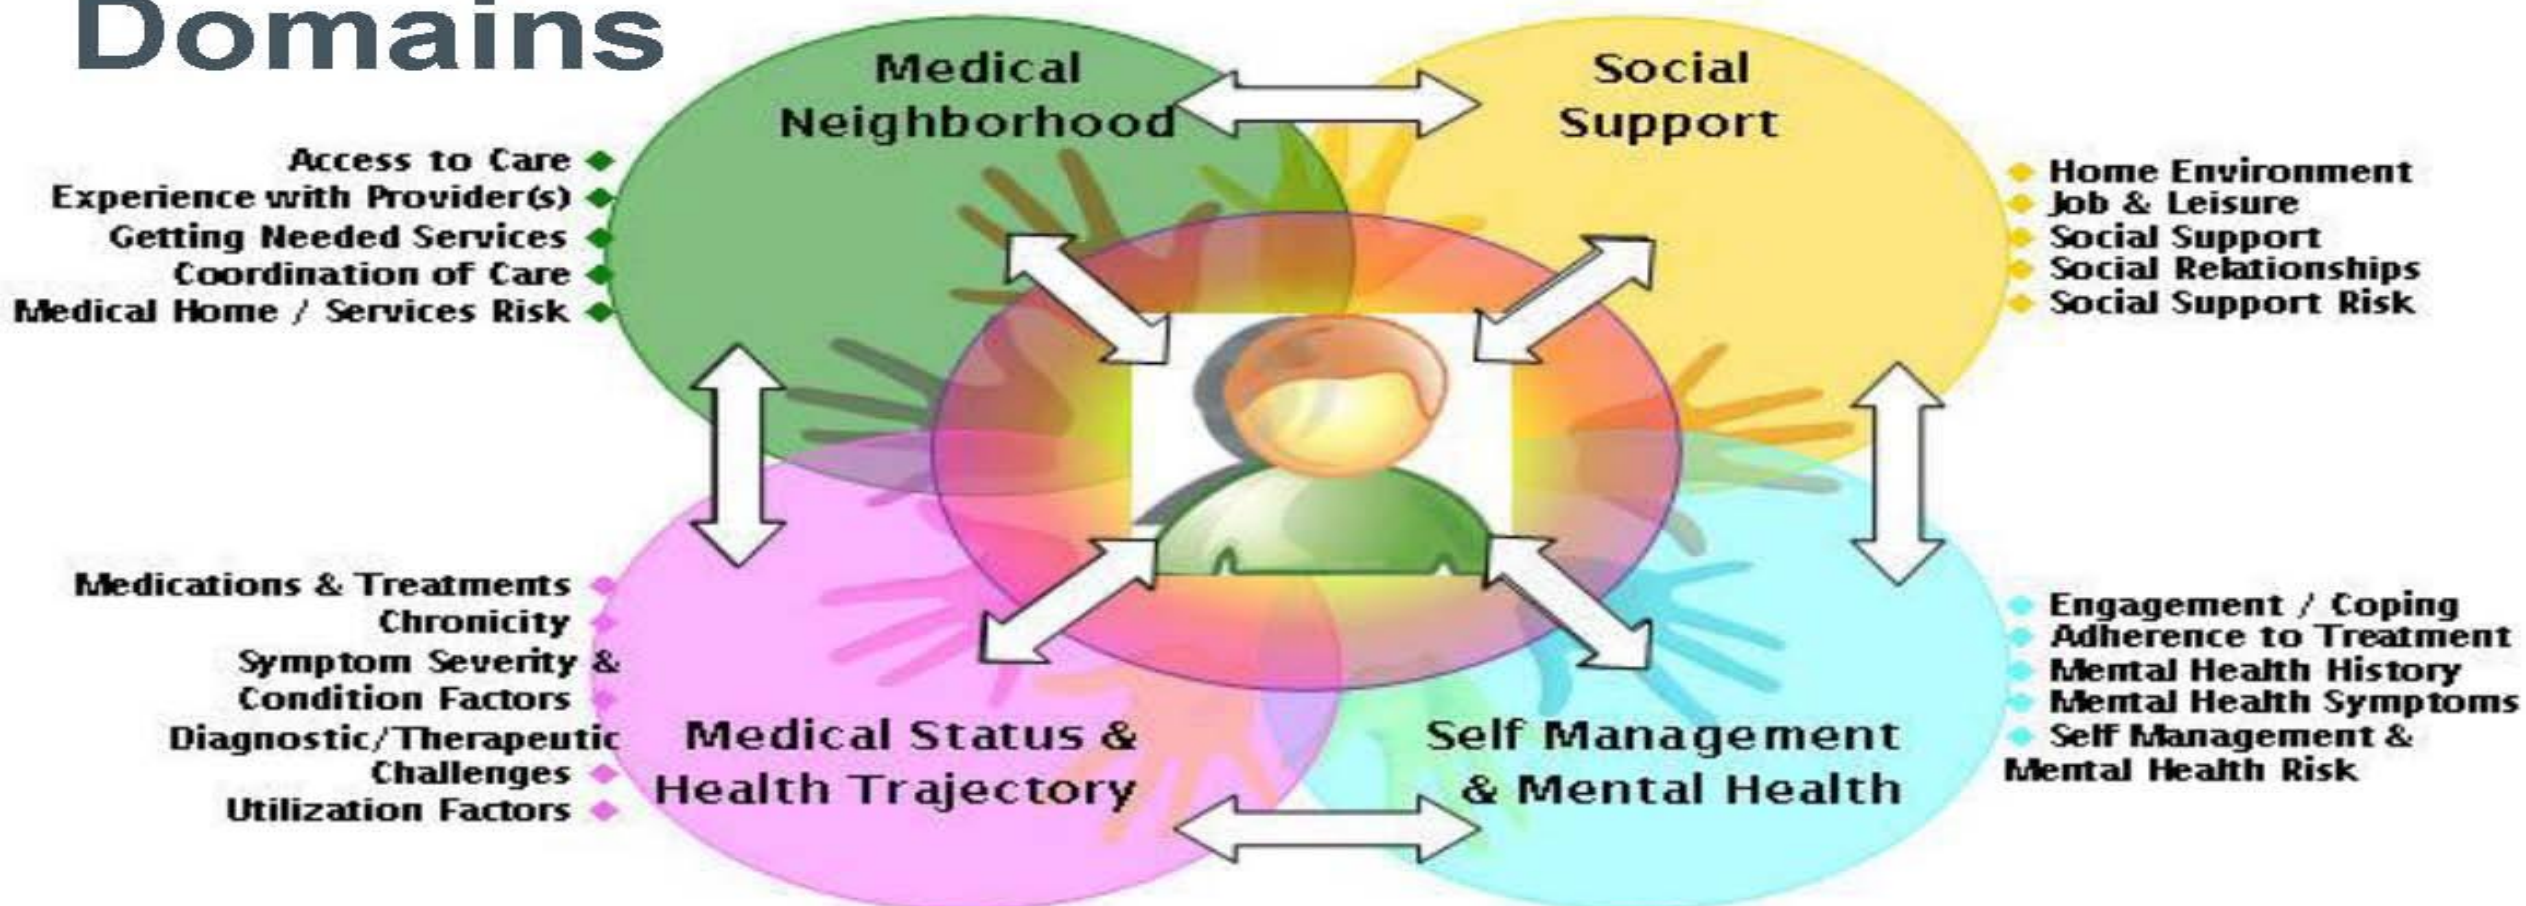 Domains
Medical
Neighborhood
Access to Care
Experience with Provider(s)
Getting Needed Services
Coordination of Care
Medical Home / Services Risk
Social
Support
Home Environment
Job & Leisure
Social Support
Social Relationships
Social Support Risk
Medications & Treatments
Chronicity
Symptom Severity &
Condition Factors
Diagnostic/Therapeutic
Challenges
Utilization Factors
Medical Status &
Health Trajectory
Self Management
& Mental Health
Engagement / Coping
Adherence to Treatment
Mental Health History
Mental Health Symptoms
Self Management &
Mental Health Risk